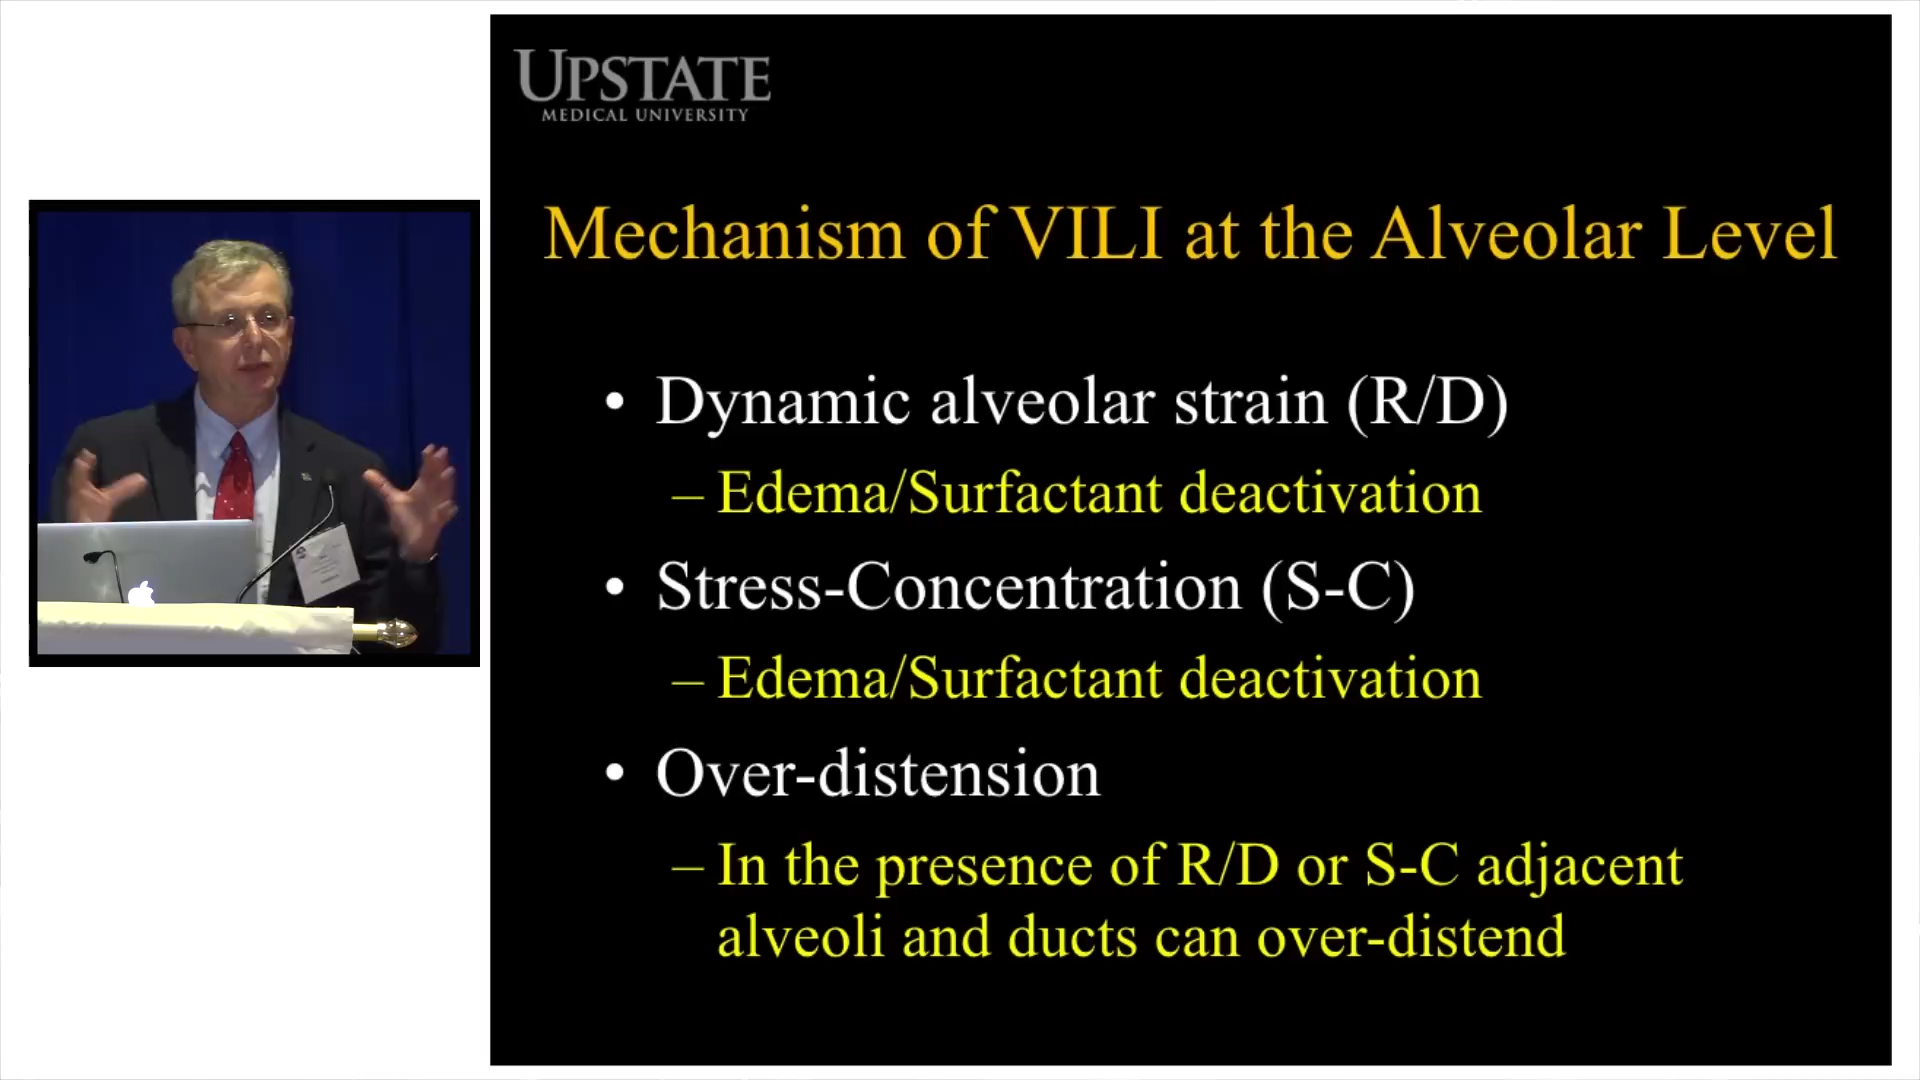 UPSTATE
MEDICAL UNIVERSITY
Mechanism of VILI at the Alveolar Level
• Dynamic alveolar strain (R/D)
– Edema/Surfactant deactivation
• Stress-Concentration (S-C)
– Edema/Surfactant deactivation
• Over-distension
– In the presence of R/D or S-C adjacent
alveoli and ducts can over-distend